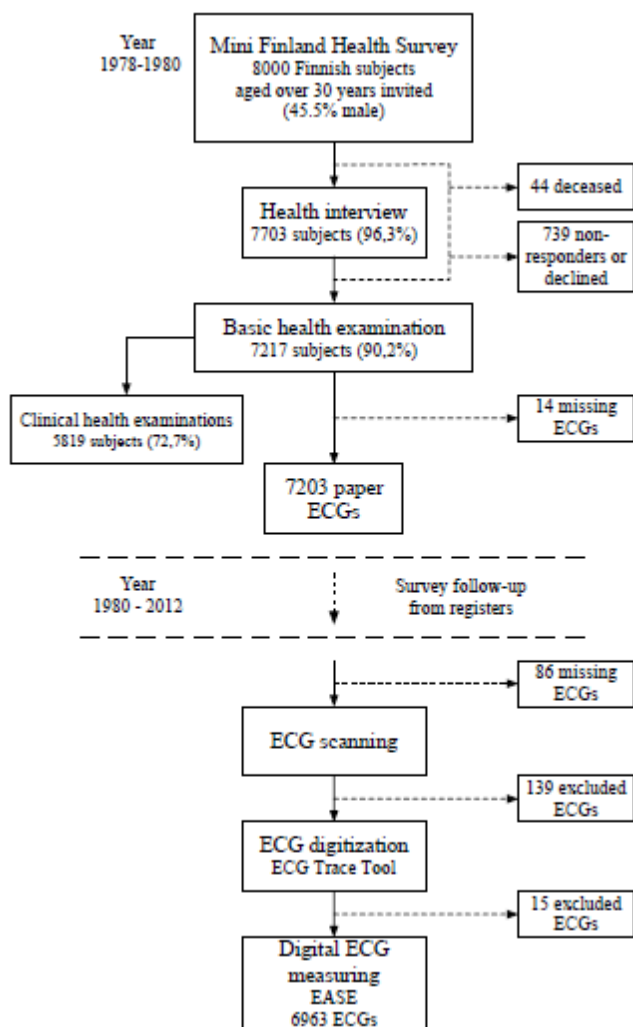 Year
1978-1980
Mini Finland Health Survey
8000 Finnish subjects
aged over 30 years invited
(45.5% male)
44 deceased
Health interview
7703 subjects (96,3%)
739 non-
responders or
declined
Basic health examination
7217 subjects (90,2%)
Clinical health examinations
5819 subjects (72,7%)
14 missing
ECGs
7203 paper
ECGs
Year
1980 - 2012
Survey follow-up
from registers
86 missing
ECGs
ECG scanning
139 excluded
ECGs
ECG digitization
ECG Trace Tool
15 excluded
ECGs
Digital ECG
measuring
EASE
6963 ECGs